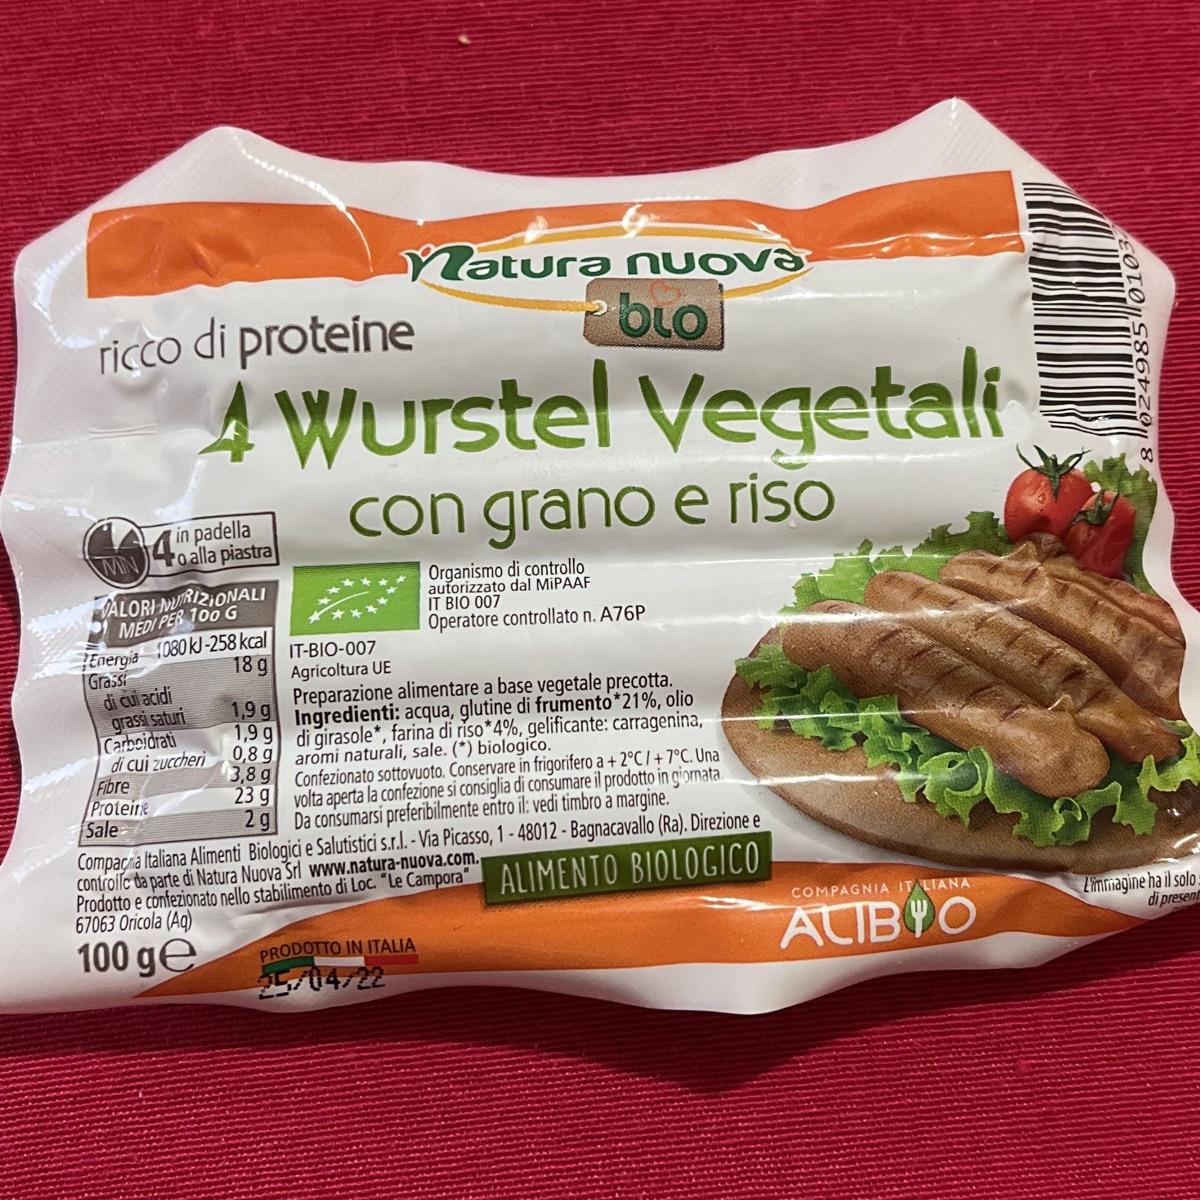 Natura nuova
bio
ricco di proteine
4 Wurstel Vegetali
con grano e riso
MIN 4 in padella
o alla piastra
VALORI NUTRIZIONALI
MEDI PER 100 G
Energia 1080 kJ-258 kcal
Grassi 18 g
di cui acidi
grassi saturi 1,9 g
Carboidrati 1,9 g
di cui zuccheri 0,8 g
Fibre 3,8 g
Proteine 23 g
Sale 2 g
Organismo di controllo
autorizzato dal MiPAAF
IT BIO 007
Operatore controllato n. A76P
IT-BIO-007
Agricoltura UE
Preparazione alimentare a base vegetale precotta.
Ingredienti: acqua, glutine di frumento*21%, olio
di girasole*, farina di riso*4%, gelificante: carragenina,
aromi naturali, sale. (*) biologico.
Confezionato sottovuoto. Conservare in frigorifero a + 2°C / + 7°C. Una
volta aperta la confezione si consiglia di consumare il prodotto in giornata.
Da consumarsi preferibilmente entro il: vedi timbro a margine.
Compagnia Italiana Alimenti Biologici e Salutistici s.r.l. - Via Picasso, 1 - 48012 - Bagnacavallo (Ra). Direzione e
controllo da parte di Natura Nuova Srl www.natura-nuova.com.
Prodotto e confezionato nello stabilimento di Loc. "Le Campora"
67063 Oricola (Aq)
ALIMENTO BIOLOGICO
100 g e
PRODOTTO IN ITALIA
25/04/22
COMPAGNIA ITALIANA
ALIBIO
L'immagine ha il solo
di
8 024985 0103